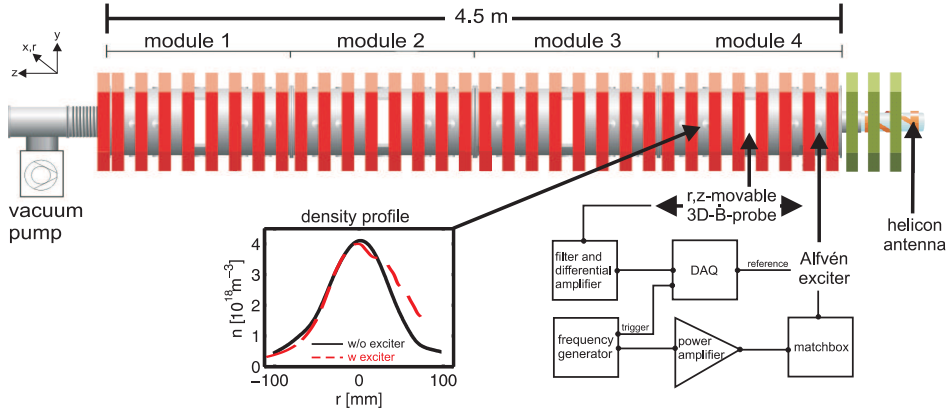 4.5 m
module 1 module 2 module 3 module 4
y
x,r
z
vacuum
pump
r,z-movable
3D-Ḃ-probe
helicon
antenna
Alfvén
exciter
density profile
n [10^18 m^-3]
4
3
2
1
0
w/o exciter
w exciter
-100 0 100
r [mm]
filter and
differential
amplifier
DAQ
reference
trigger
frequency
generator
power
amplifier
matchbox